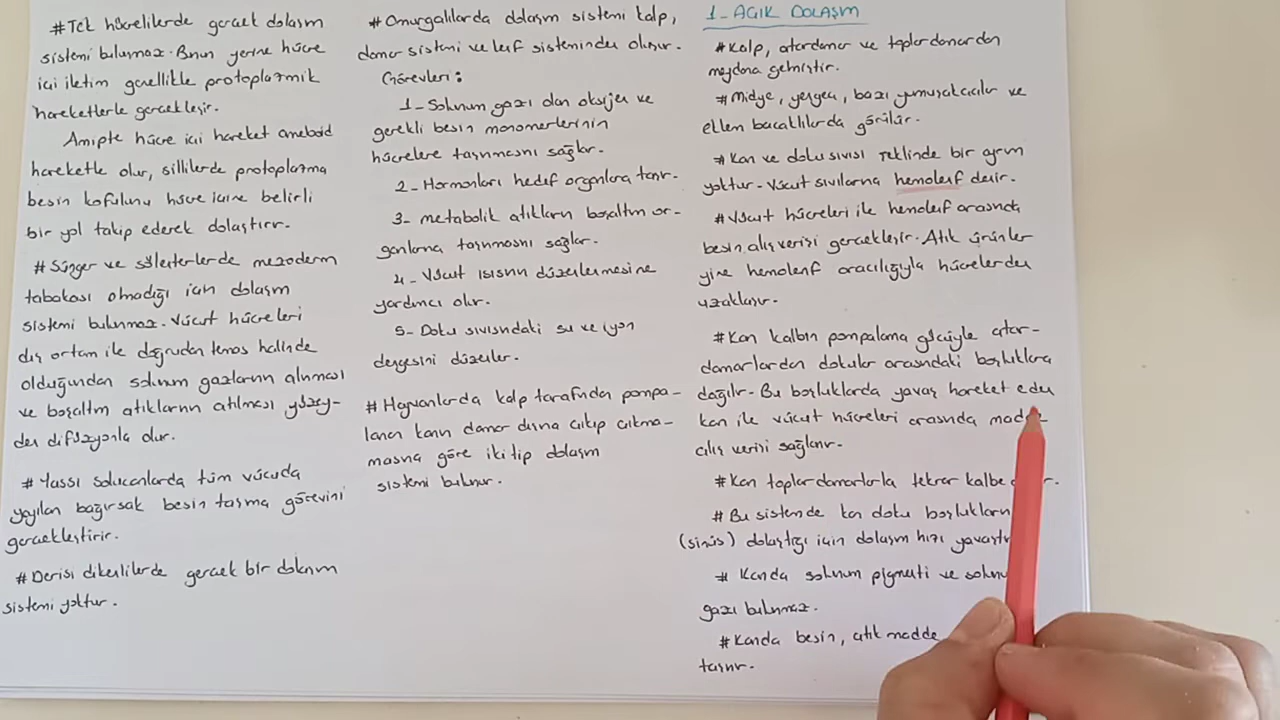 # Tek hücrelilerde gerçek dolaşım
sistemi bulunmaz. Bunun yerine hücre
içi iletim genellikle protoplazmik
hareketlerle gerçekleşir.
Amipte hücre içi hareket ameboid
hareketle olur, sillilerde protoplazma
besin kofulunu hücre içine belirli
bir yol takip ederek dolaştırır.
# Sünger ve sölenterlerde mezoderm
tabakası olmadığı için dolaşım
sistemi bulunmaz. Vücut hücreleri
dış ortam ile doğrudan temas halinde
olduğundan solunum gazlarının alınması
ve boşaltım atıklarının atılması yüzey-
den difüzyonla olur.
# Yassı solucanlarda tüm vücuda
yayılan bağırsak besin taşıma görevini
gerçekleştirir.
# Derisi dikenlilerde gerçek bir dolanım
sistemi yoktur.
# Omurgalılarda dolaşım sistemi kalp,
damar sistemi ve lenf sisteminden oluşur.
Görevleri:
1- Solunum gazı olan oksijen ve
gerekli besin monomerlerinin
hücrelere taşınmasını sağlar.
2- Hormonları hedef organlara taşır.
3- metabolik atıkların boşaltım or-
ganlarına taşınmasını sağlar.
4- Vücut ısısının düzenlenmesine
yardımcı olur.
5- Doku sıvısındaki su ve iyon
dengesini düzenler.
# Hayvanlarda kalp tarafından pompa-
lanan kanın damar dışına çıkıp çıkma-
masına göre iki tip dolaşım
sistemi bulunur.
1- AÇIK DOLAŞIM
# Kalp, atardamar ve toplardamardan
meydana gelmiştir.
# Midye, yengeç, bazı yumuşakçacılar ve
eklem bacaklılarda görülür.
# Kan ve doku sıvısı şeklinde bir ayrım
yoktur. Vücut sıvılarına hemolenf denir.
# Vücut hücreleri ile hemolenf arasında
besin alış verişi gerçekleşir. Atık ürünler
yine hemolenf aracılığıyla hücrelerden
uzaklaşır.
# Kan kalbin pompalama gücüyle atar-
damarlardan dokular arasındaki boşluklara
dağılır. Bu boşluklarda yavaş hareket eden
kan ile vücut hücreleri arasında madde
alış verişi sağlanır.
# Kan toplardamarlarla tekrar kalbe
# Bu sistemde kan doku boşlukların
(sinüs) dolaştığı için dolaşım hızı yavaştır
# Kanda solunum pigmenti ve solunum
gazı bulunmaz.
# Kanda besin, atık madde
taşınır.